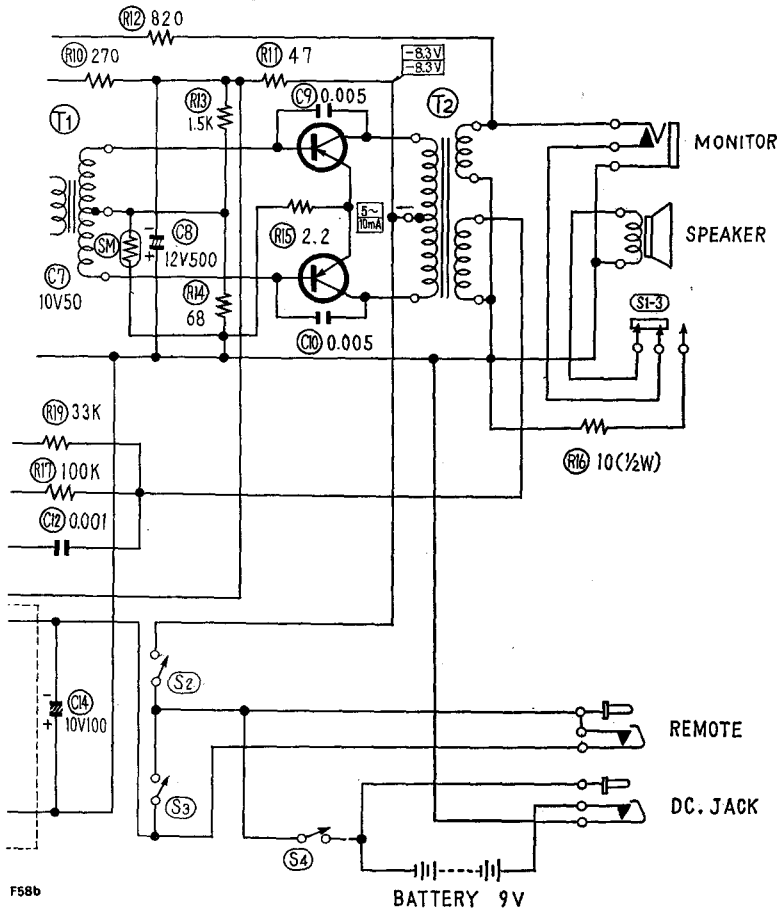 R12 820
R10 270
R11 47
-8.3V
-8.3V
C9 0.005
T1
R13
1.5K
T2
MONITOR
SM
C8
12V500
R15 2.2
5~
10mA
SPEAKER
C7
10V50
R14
68
S1-3
C10 0.005
R19 33K
R17 100K
R16 10(½W)
C12 0.001
S2
C14
10V100
REMOTE
S3
DC. JACK
S4
F58b
BATTERY 9V